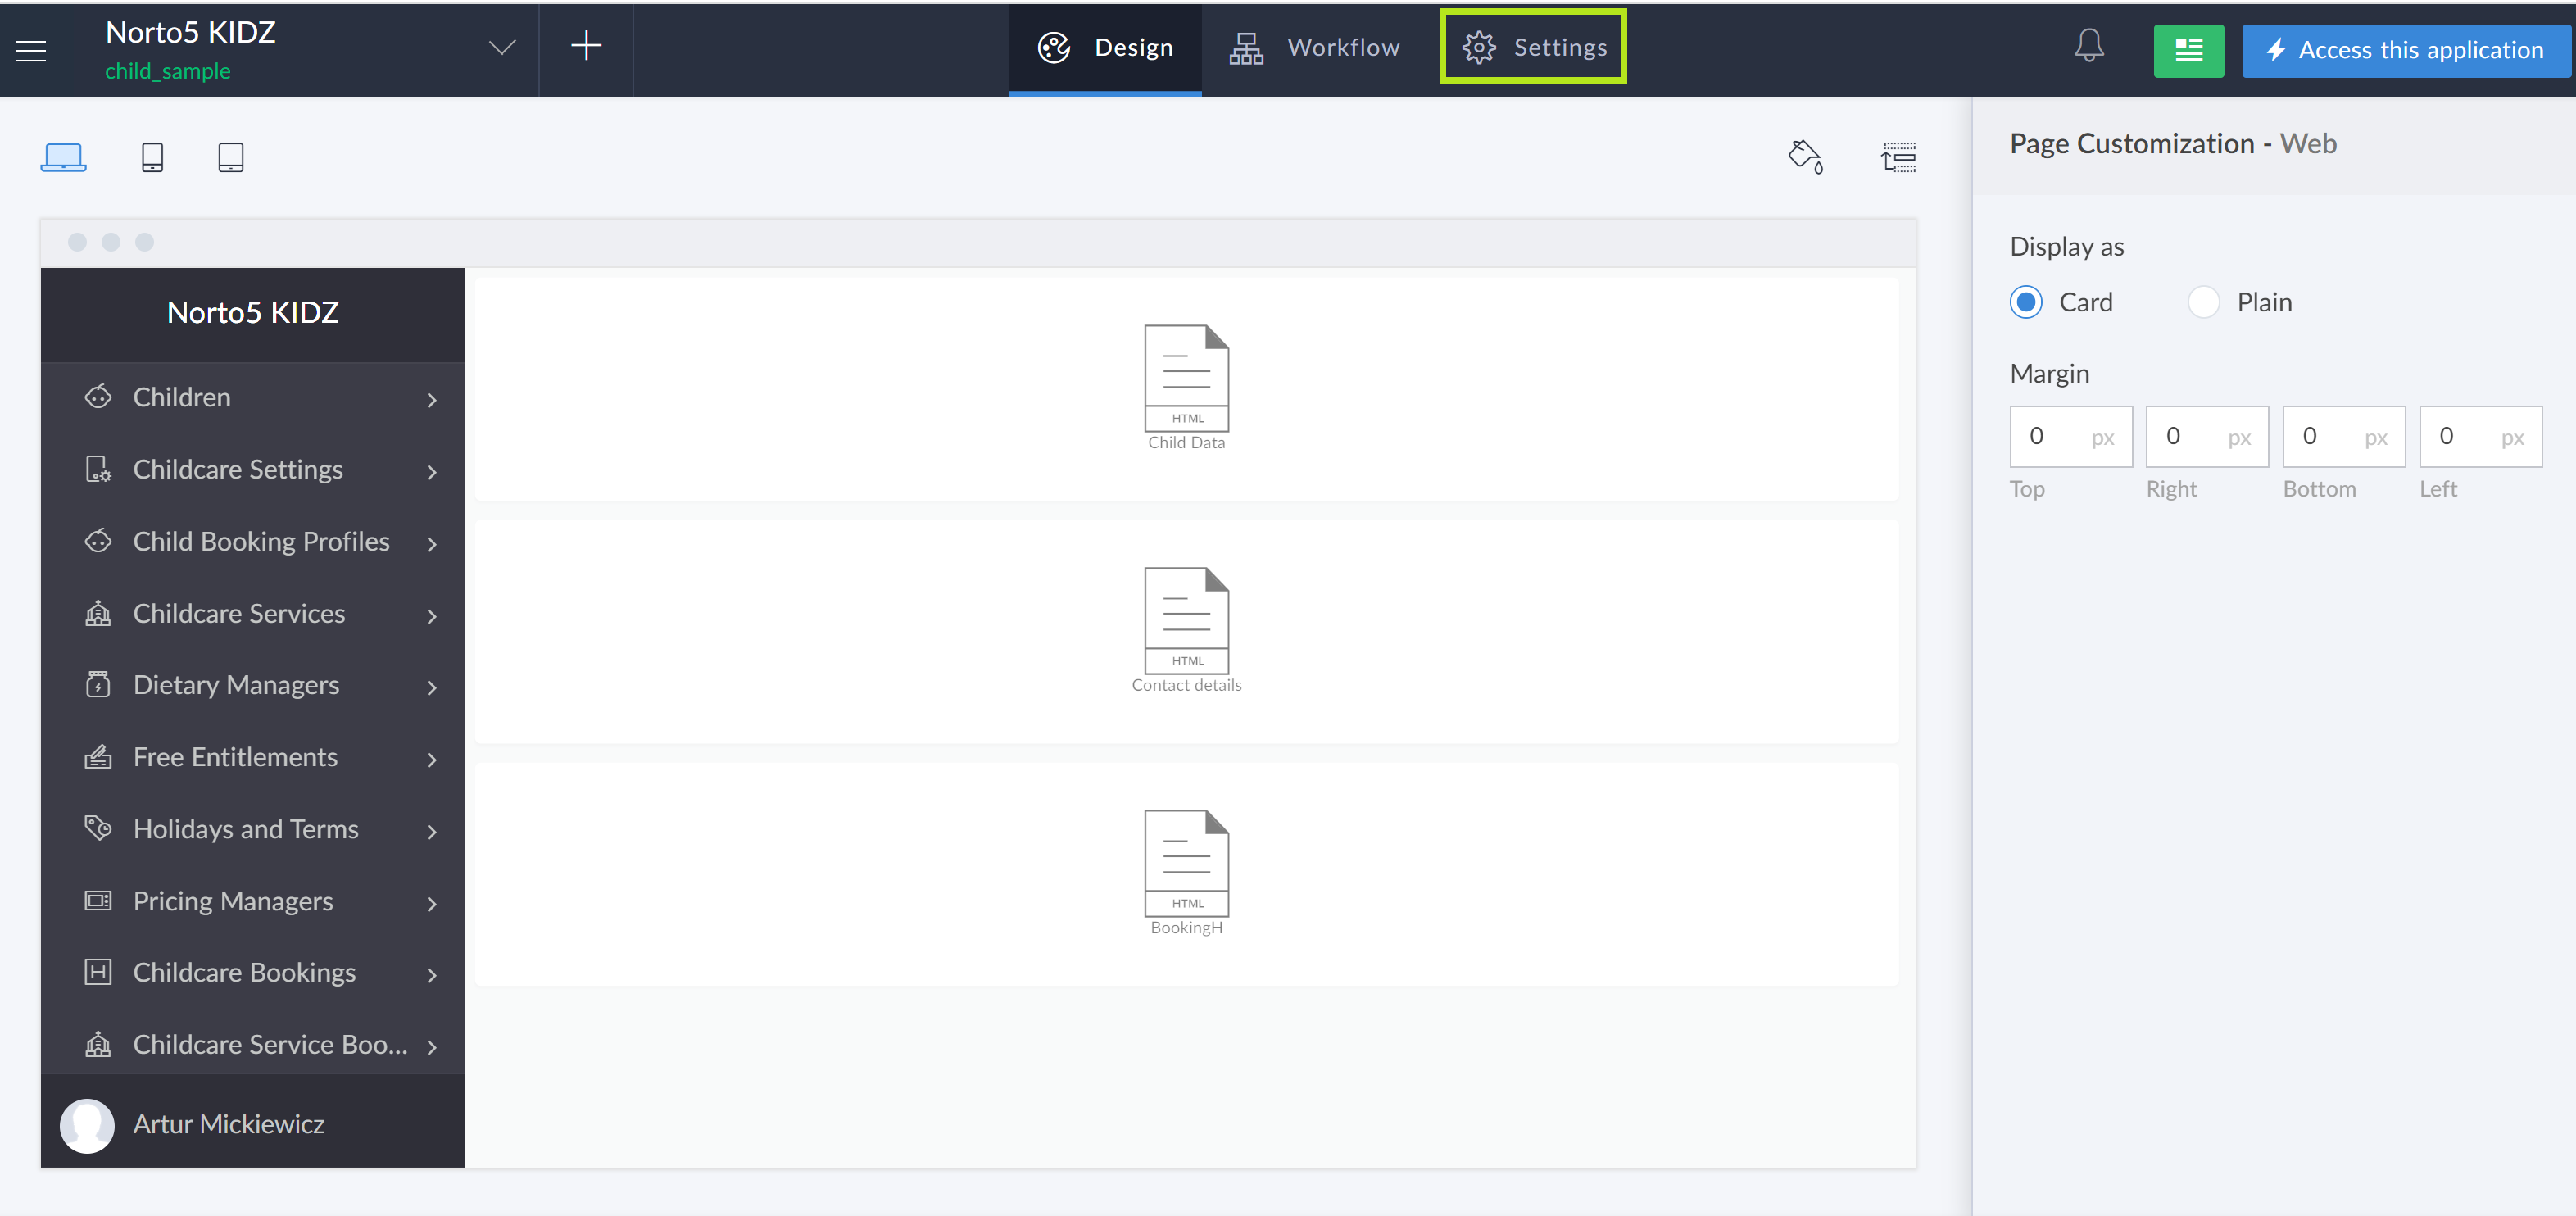 Norto5 KIDZ
child_sample
Design
Workflow
Settings
Access this application
Page Customization - Web
Display as
Card
Plain
Margin
0 px
0 px
0 px
0 px
Top
Right
Bottom
Left
Norto5 KIDZ
Children
Childcare Settings
Child Booking Profiles
Childcare Services
Dietary Managers
Free Entitlements
Holidays and Terms
Pricing Managers
Childcare Bookings
Childcare Service Boo...
Artur Mickiewicz
HTML
Child Data
HTML
Contact details
HTML
BookingH